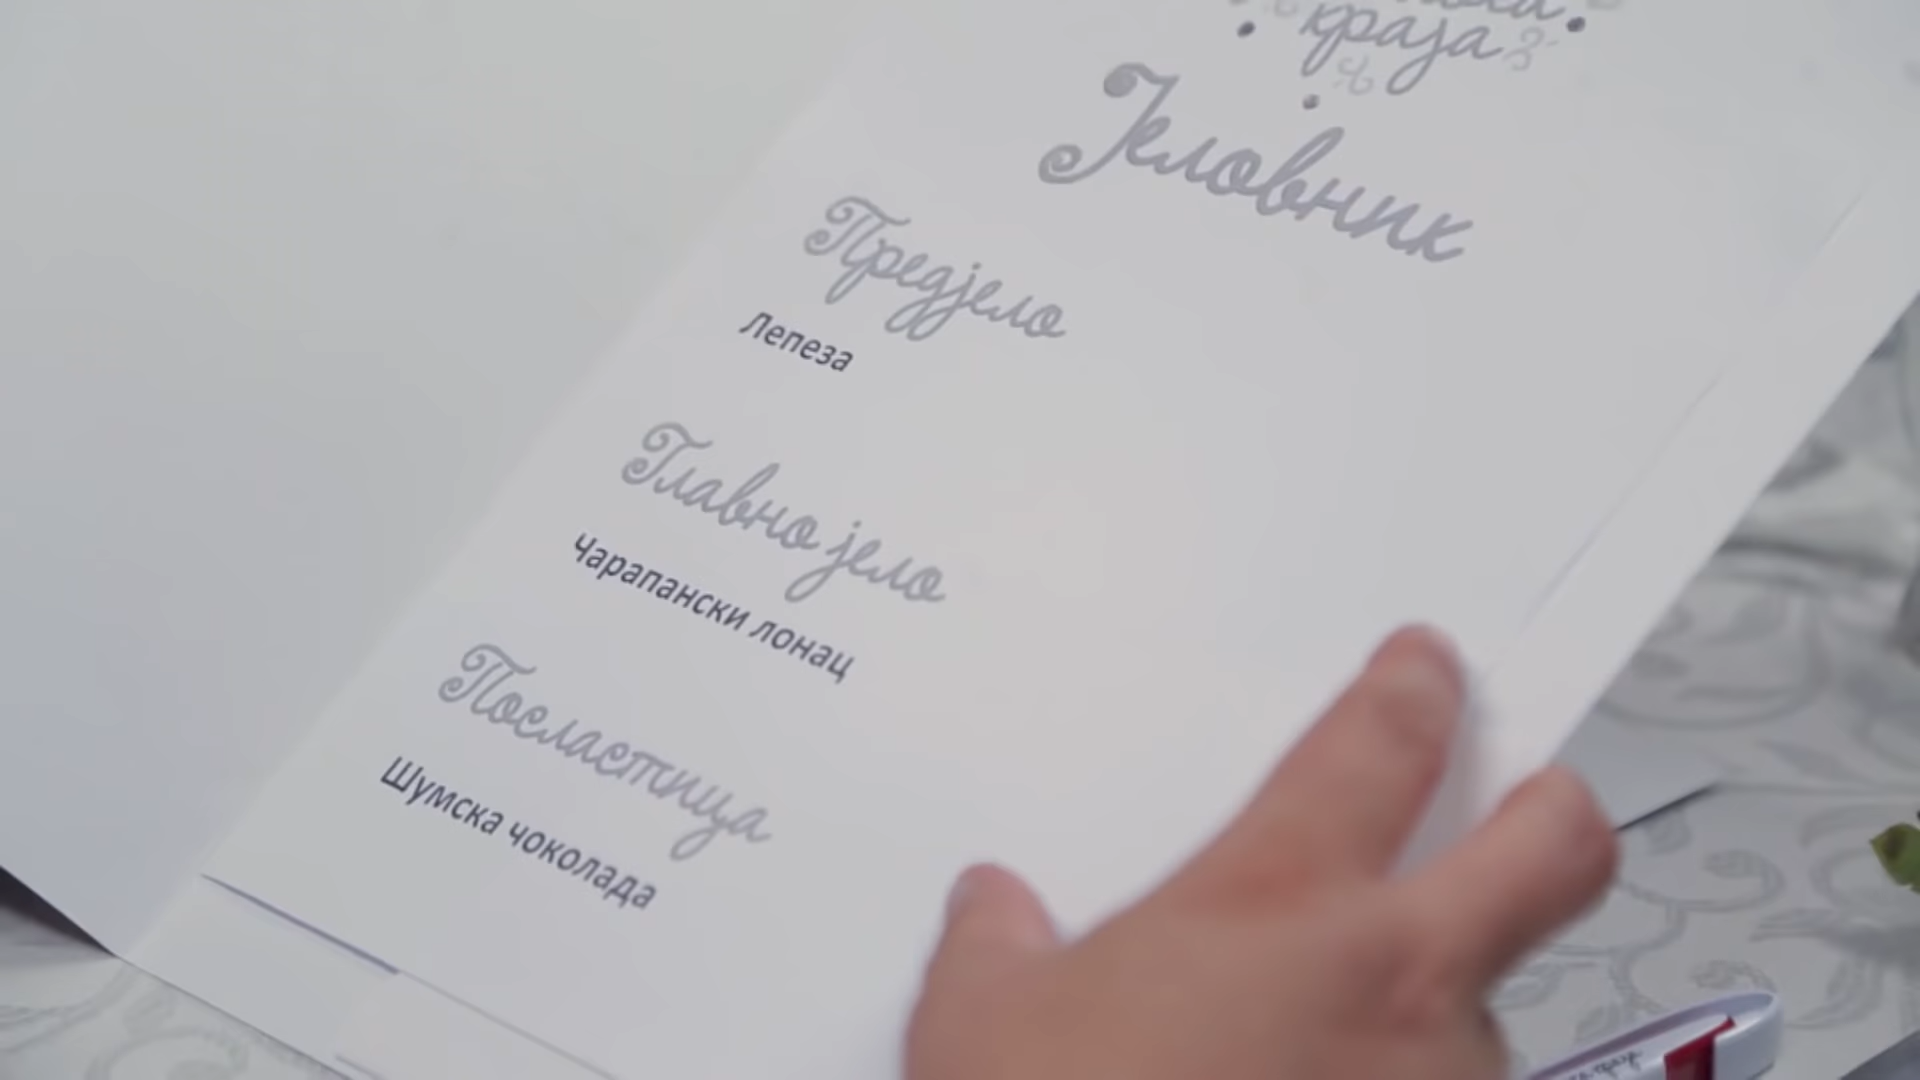 краја
Јеловник
Предјело
Лепеза
Главно јело
Чарапански лонац
Посластица
Шумска чоколада